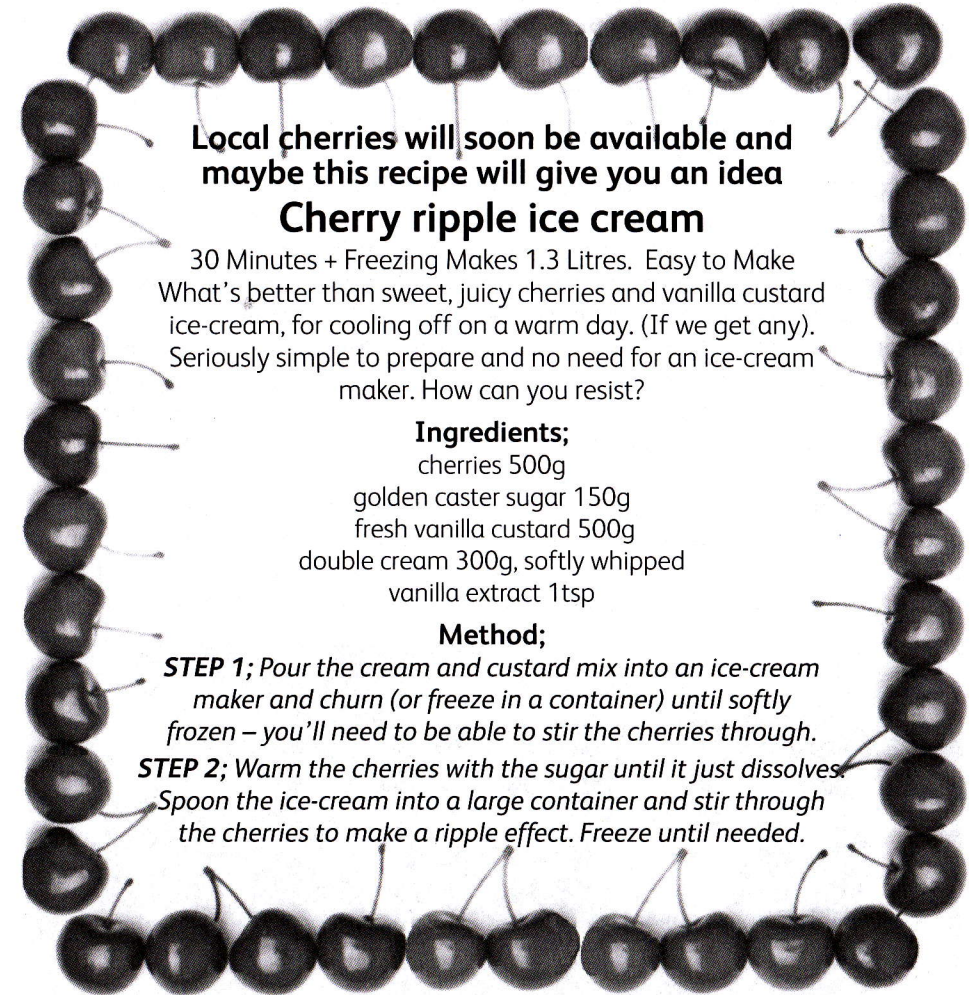 Local cherries will soon be available and
maybe this recipe will give you an idea
Cherry ripple ice cream
30 Minutes + Freezing Makes 1.3 Litres.  Easy to Make
What's better than sweet, juicy cherries and vanilla custard
ice-cream, for cooling off on a warm day. (If we get any).
Seriously simple to prepare and no need for an ice-cream
maker. How can you resist?
Ingredients;
cherries 500g
golden caster sugar 150g
fresh vanilla custard 500g
double cream 300g, softly whipped
vanilla extract 1tsp
Method;
STEP 1; Pour the cream and custard mix into an ice-cream
maker and churn (or freeze in a container) until softly
frozen – you'll need to be able to stir the cherries through.
STEP 2; Warm the cherries with the sugar until it just dissolves.
Spoon the ice-cream into a large container and stir through
the cherries to make a ripple effect. Freeze until needed.